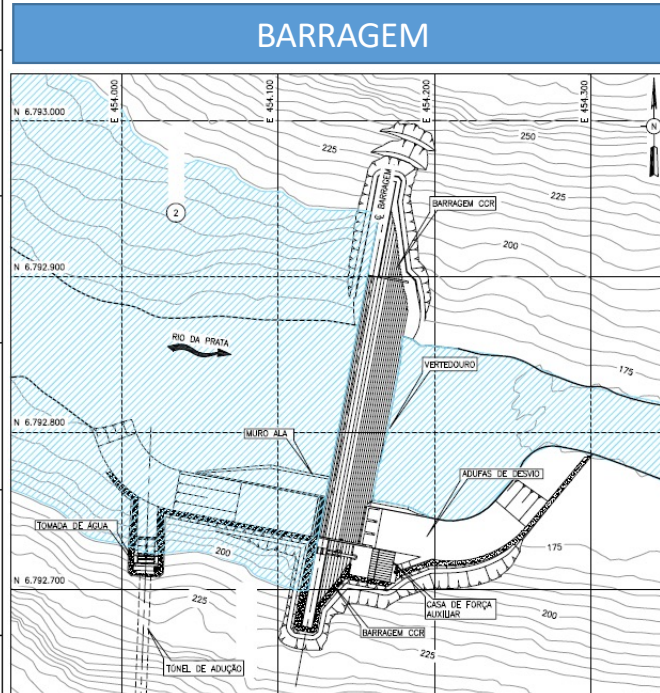 BARRAGEM
N 6.793.000
E 454.000
E 454.100
E 454.200
E 454.300
N
225
250
225
200
2
BARRAGEM
BARRAGEM CCR
N 6.792.900
RIO DA PRATA
175
VERTEDOURO
N 6.792.800
MURO ALA
ADUFAS DE DESVIO
TOMADA DE ÁGUA
200
175
N 6.792.700
225
CASA DE FORÇA
AUXILIAR
200
BARRAGEM CCR
225
TÚNEL DE ADUÇÃO